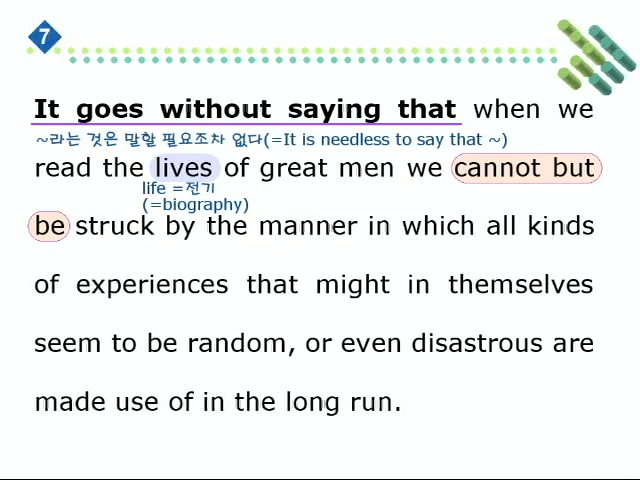 7
It goes without saying that when we
~라는 것은 말할 필요조차 없다(=It is needless to say that ~)
read the lives of great men we cannot but
life =전기
(=biography)
be struck by the manner in which all kinds
of experiences that might in themselves
seem to be random, or even disastrous are
made use of in the long run.